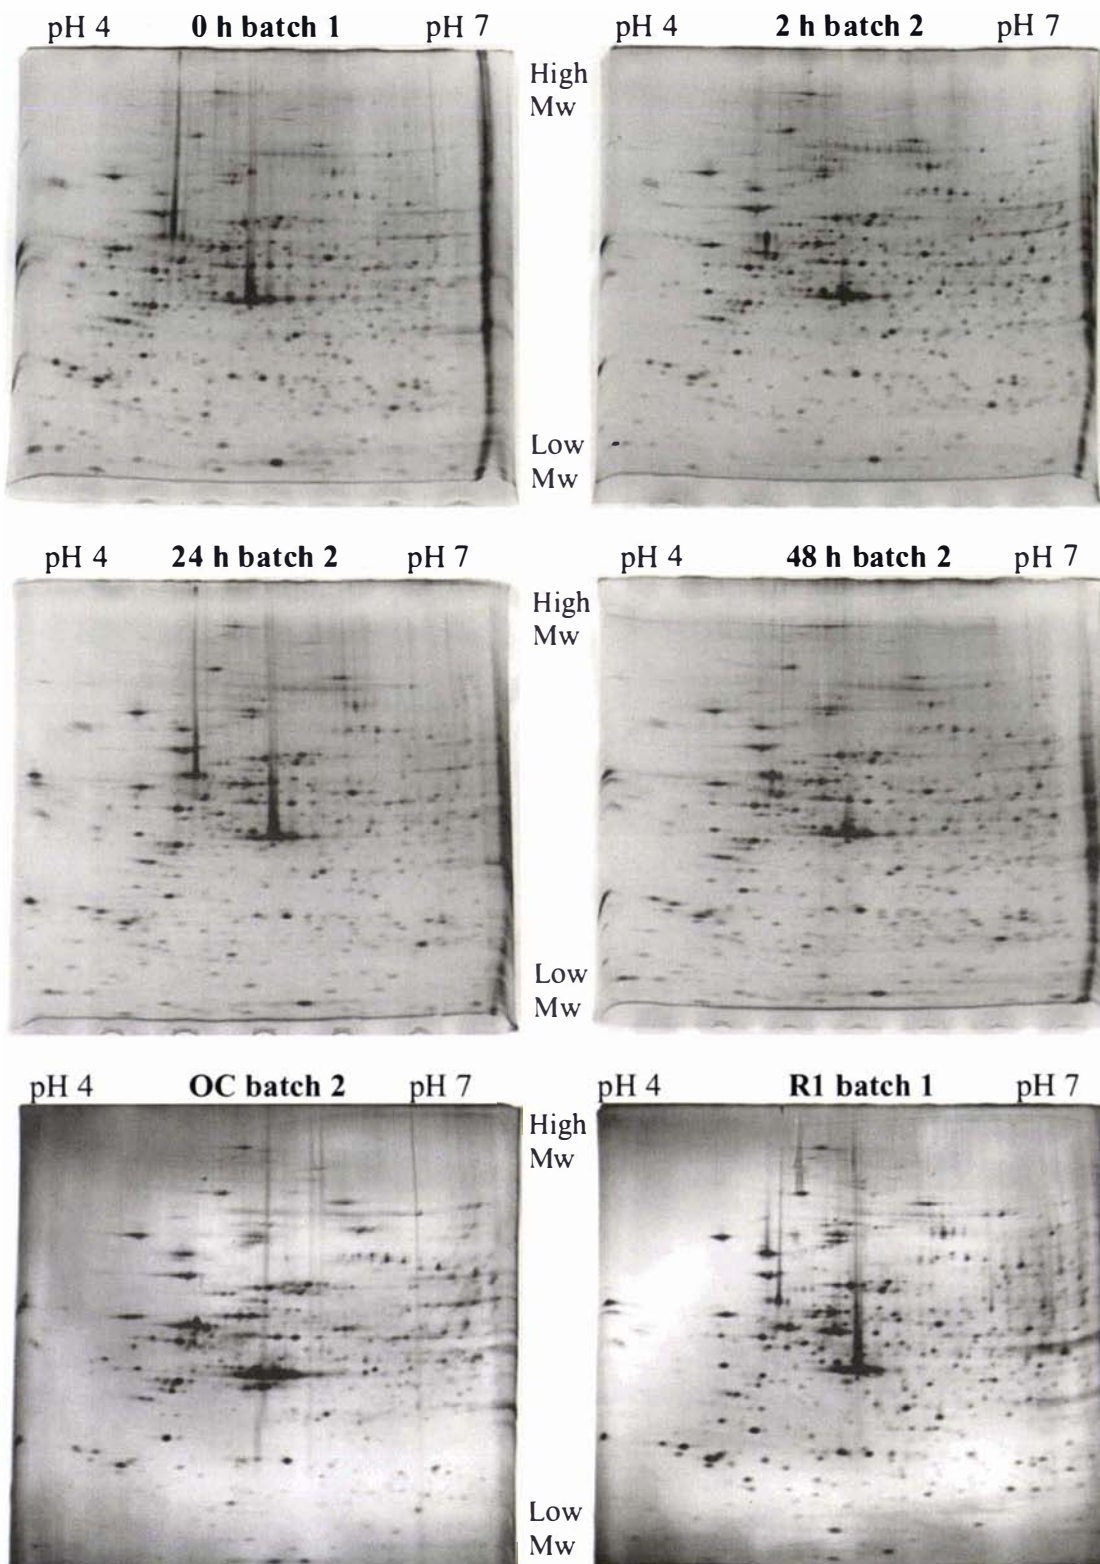 pH 4 0 h batch 1 pH 7
pH 4 2 h batch 2 pH 7
High
Mw
Low
Mw
pH 4 24 h batch 2 pH 7
pH 4 48 h batch 2 pH 7
High
Mw
Low
Mw
pH 4 OC batch 2 pH 7
pH 4 R1 batch 1 pH 7
High
Mw
Low
Mw